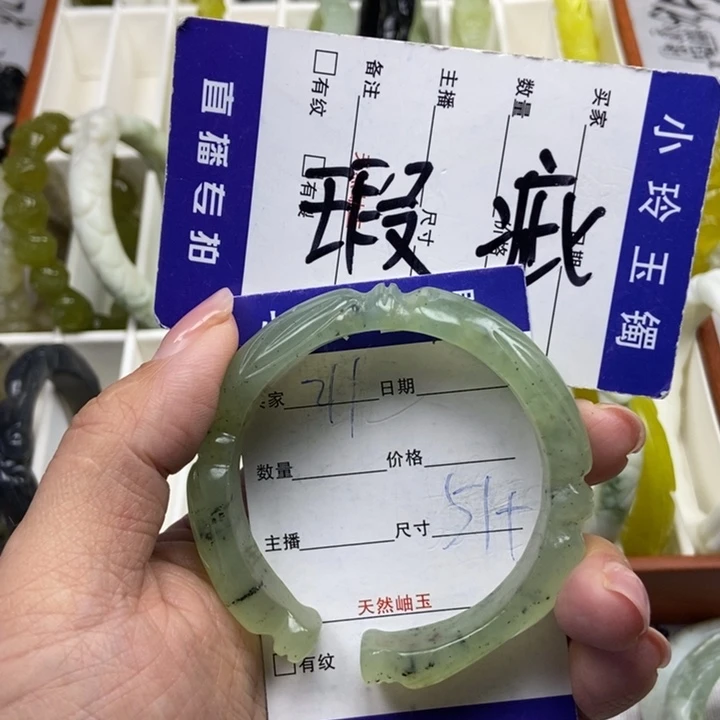 小玲玉镯
买家
数量
主播
尺寸
备注
有纹
直播专拍
瑕疵
家 日期
数量 价格
主播 尺寸
天然岫玉
有纹